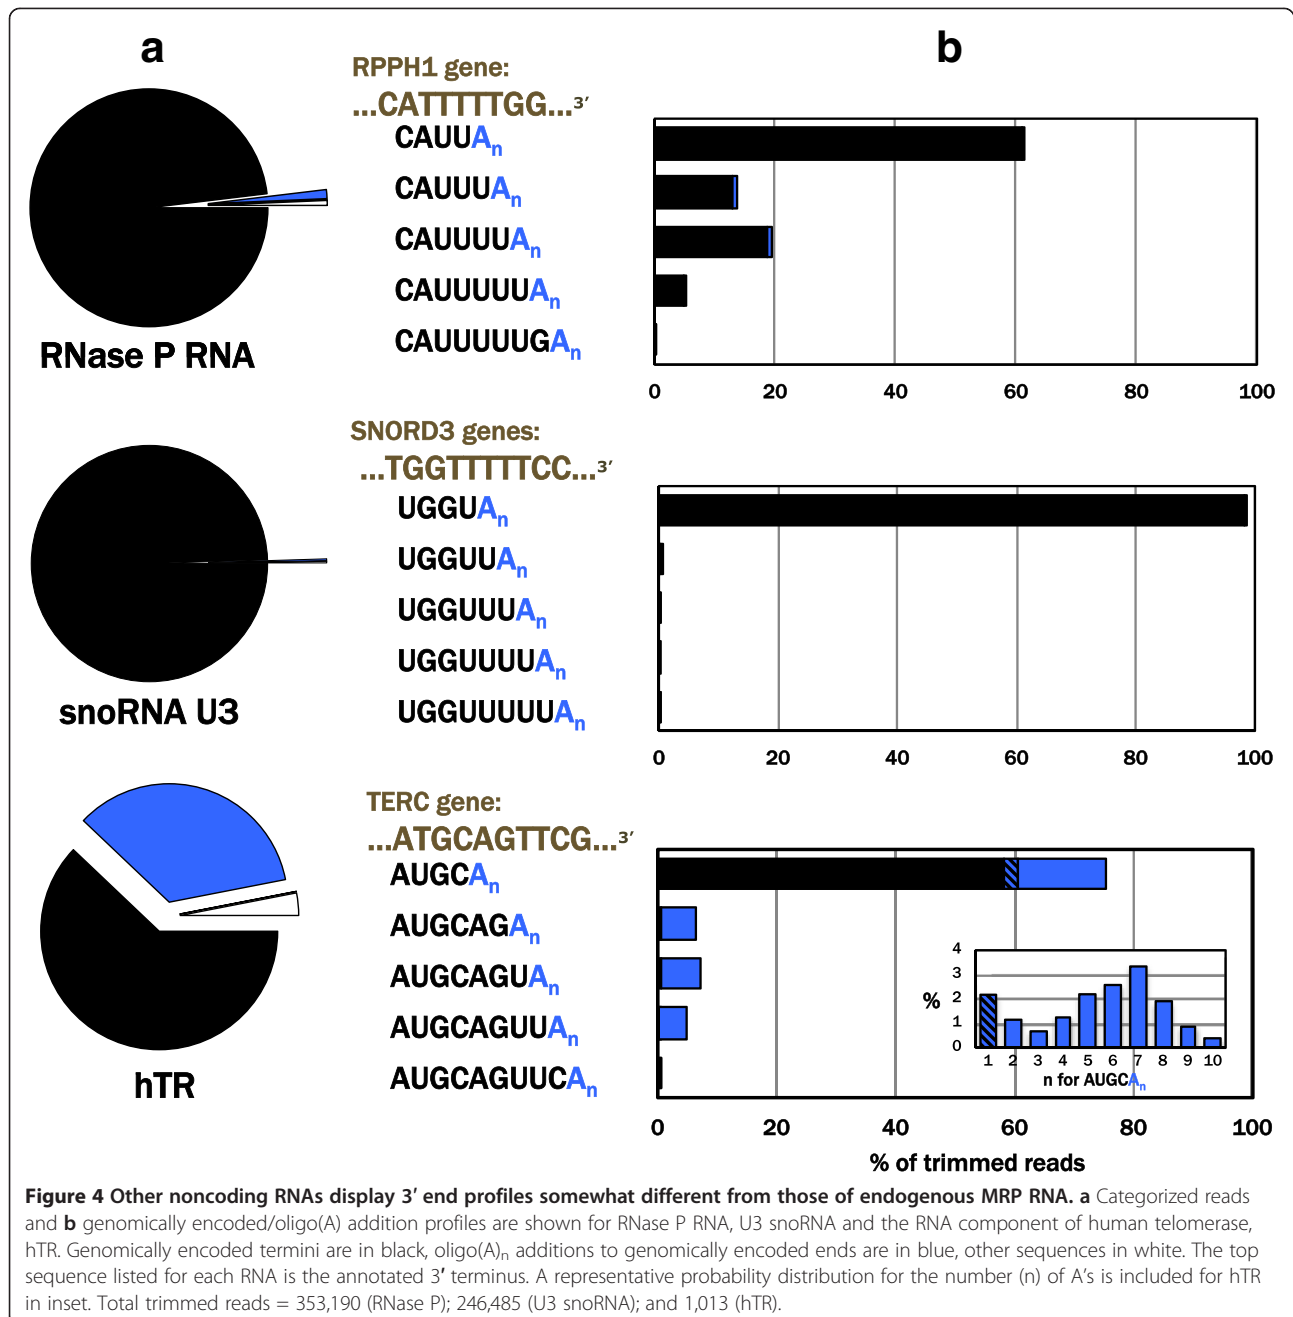 a
b
RPPH1 gene:
...CATTTTTGG...3′
CAUUAn
CAUUUAn
CAUUUUAn
CAUUUUUAn
CAUUUUUGAn
RNase P RNA
0 20 40 60 80 100
SNORD3 genes:
...TGGTTTTTCC...3′
UGGUAn
UGGUUAn
UGGUUUAn
UGGUUUUAn
UGGUUUUUAn
snoRNA U3
0 20 40 60 80 100
TERC gene:
...ATGCAGTTCG...3′
AUGCAn
AUGCAGAn
AUGCAGUAn
AUGCAGUUAn
AUGCAGUUCAn
hTR
4
3
2
1
0
%
1 2 3 4 5 6 7 8 9 10
n for AUGCAn
0 20 40 60 80 100
% of trimmed reads
Figure 4 Other noncoding RNAs display 3′ end profiles somewhat different from those of endogenous MRP RNA. a Categorized reads
and b genomically encoded/oligo(A) addition profiles are shown for RNase P RNA, U3 snoRNA and the RNA component of human telomerase,
hTR. Genomically encoded termini are in black, oligo(A)n additions to genomically encoded ends are in blue, other sequences in white. The top
sequence listed for each RNA is the annotated 3′ terminus. A representative probability distribution for the number (n) of A's is included for hTR
in inset. Total trimmed reads = 353,190 (RNase P); 246,485 (U3 snoRNA); and 1,013 (hTR).